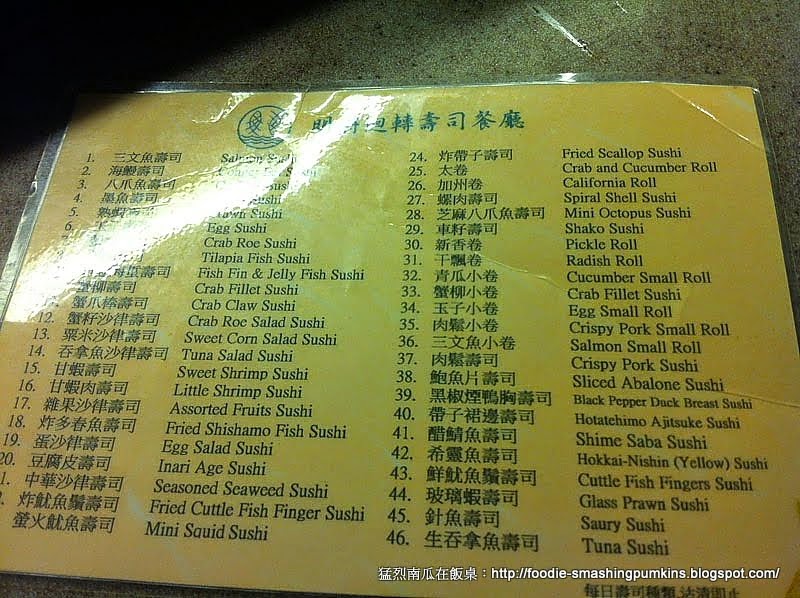 迴轉壽司餐廳
1. 三文魚壽司 Salmon Sushi
2. 海鰻壽司
3. 八爪魚壽司
4. 墨魚壽司 Sushi
5. 熟蝦壽司 Sushi
6. Egg Sushi
7. Crab Roe Sushi
Tilapia Fish Sushi
壽司 Fish Fin & Jelly Fish Sushi
蟹柳壽司 Crab Fillet Sushi
蟹爪棒壽司 Crab Claw Sushi
12. 蟹籽沙律壽司 Crab Roe Salad Sushi
13. 粟米沙律壽司 Sweet Corn Salad Sushi
14. 吞拿魚沙律壽司 Tuna Salad Sushi
15. 甘蝦壽司 Sweet Shrimp Sushi
16. 甘蝦肉壽司 Little Shrimp Sushi
17. 雜果沙律壽司 Assorted Fruits Sushi
18. 炸多春魚壽司 Fried Shishamo Fish Sushi
19. 蛋沙律壽司 Egg Salad Sushi
20. 豆腐皮壽司 Inari Age Sushi
1. 中華沙律壽司 Seasoned Seaweed Sushi
2. 炸魷魚鬚壽司 Fried Cuttle Fish Finger Sushi
螢火魷魚壽司 Mini Squid Sushi
24. 炸帶子壽司 Fried Scallop Sushi
25. 太卷 Crab and Cucumber Roll
26. 加州卷 California Roll
27. 螺肉壽司 Spiral Shell Sushi
28. 芝麻八爪魚壽司 Mini Octopus Sushi
29. 車籽壽司 Shako Sushi
30. 新香卷 Pickle Roll
31. 干瓢卷 Radish Roll
32. 青瓜小卷 Cucumber Small Roll
33. 蟹柳小卷 Crab Fillet Sushi
34. 玉子小卷 Egg Small Roll
35. 肉鬆小卷 Crispy Pork Small Roll
36. 三文魚小卷 Salmon Small Roll
37. 肉鬆壽司 Crispy Pork Sushi
38. 鮑魚片壽司 Sliced Abalone Sushi
39. 黑椒煙鴨胸壽司 Black Pepper Duck Breast Sushi
40. 帶子裙邊壽司 Hotatehimo Ajitsuke Sushi
41. 醋鯖魚壽司 Shime Saba Sushi
42. 希靈魚壽司 Hokkai-Nishin (Yellow) Sushi
43. 鮮魷魚鬚壽司 Cuttle Fish Fingers Sushi
44. 玻璃蝦壽司 Glass Prawn Sushi
45. 針魚壽司 Saury Sushi
46. 生吞拿魚壽司 Tuna Sushi
每日壽司種類,沽清即止
猛烈南瓜在飯桌:http://foodie-smashingpumkins.blogspot.com/